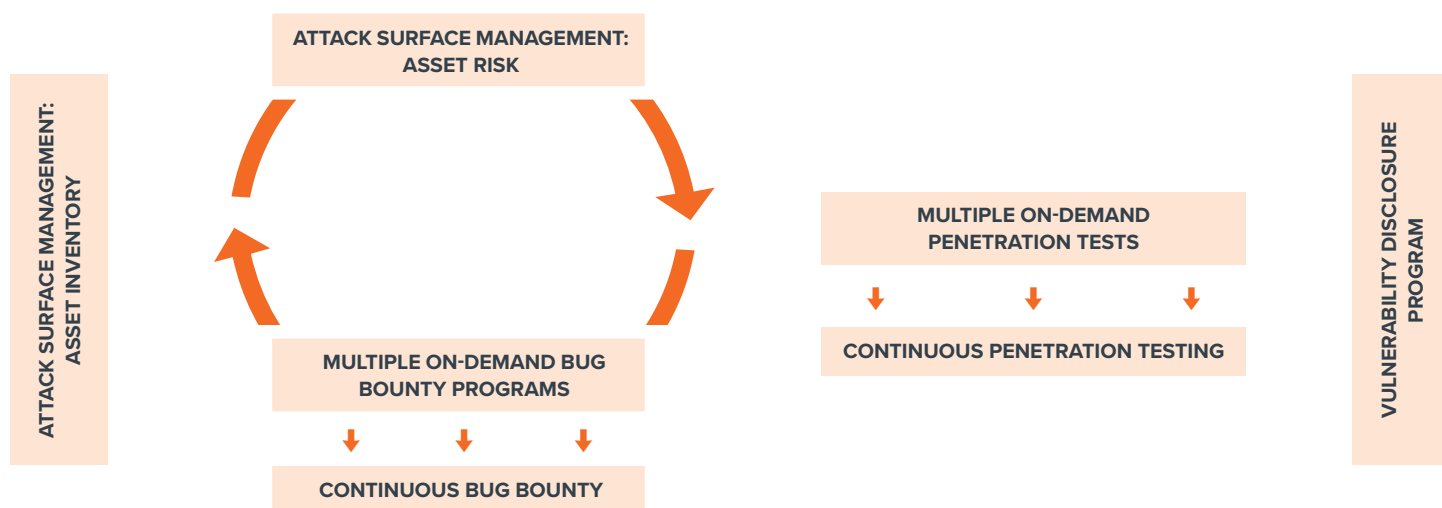 ATTACK SURFACE MANAGEMENT:
ASSET INVENTORY
ATTACK SURFACE MANAGEMENT:
ASSET RISK
MULTIPLE ON-DEMAND BUG
BOUNTY PROGRAMS
CONTINUOUS BUG BOUNTY
MULTIPLE ON-DEMAND
PENETRATION TESTS
CONTINUOUS PENETRATION TESTING
VULNERABILITY DISCLOSURE
PROGRAM